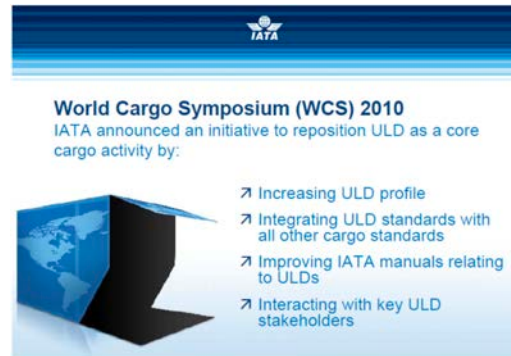 IATA
World Cargo Symposium (WCS) 2010
IATA announced an initiative to reposition ULD as a core
cargo activity by:
Increasing ULD profile
Integrating ULD standards with
all other cargo standards
Improving IATA manuals relating
to ULDs
Interacting with key ULD
stakeholders